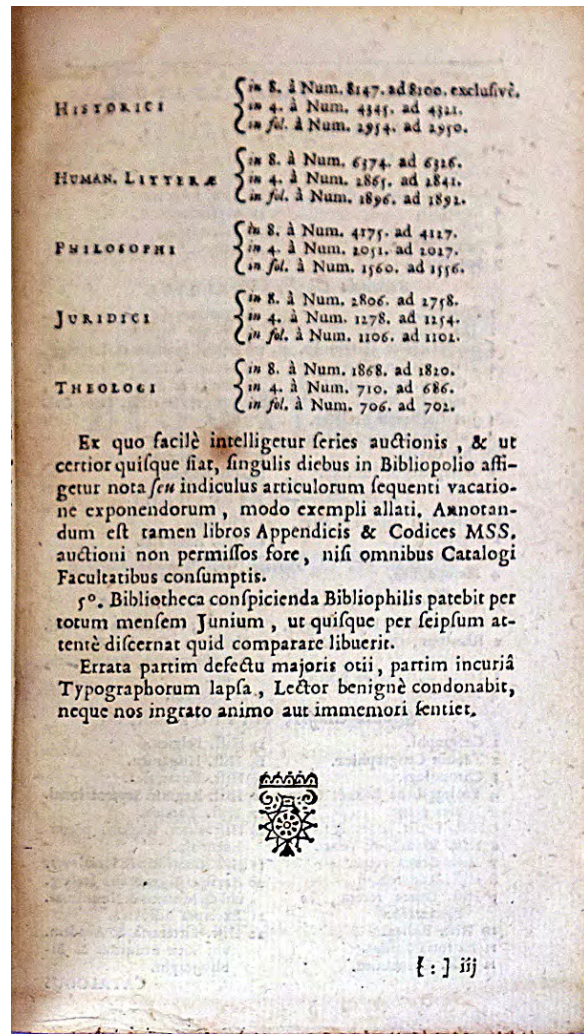 HISTORICI
in 8. à Num. 8147. ad 8100. exclusivè.
in 4. à Num. 4345. ad 4321.
in fol. à Num. 2954. ad 2950.
HUMAN. LITTERÆ
in 8. à Num. 6374. ad 6326.
in 4. à Num. 2865. ad 2841.
in fol. à Num. 1896. ad 1892.
PHILOSOPHI
in 8. à Num. 4175. ad 4127.
in 4. à Num. 2051. ad 2027.
in fol. à Num. 1560. ad 1556.
JURIDICI
in 8. à Num. 2806. ad 2758.
in 4. à Num. 1278. ad 1254.
in fol. à Num. 1106. ad 1102.
THEOLOGI
in 8. à Num. 1868. ad 1820.
in 4. à Num. 710. ad 686.
in fol. à Num. 706. ad 702.
Ex quo facilè intelligetur ſeries auctionis , & ut
certior quiſque fiat, ſingulis diebus in Bibliopolio affi-
getur nota ſeu indiculus articulorum ſequenti vacatio-
ne exponendorum , modo exempli allati. Annotan-
dum eſt tamen libros Appendicis & Codices MSS.
auctioni non permiſſos fore , niſi omnibus Catalogi
Facultatibus conſumptis.
5°. Bibliotheca conſpicienda Bibliophilis patebit per
totum menſem Junium , ut quiſque per ſeipſum at-
tentè diſcernat quid comparare libuerit.
Errata partim defectu majoris otii, partim incuriâ
Typographorum lapſa , Lector benignè condonabit,
neque nos ingrato animo aut immemori ſentiet.
[ : ] iij